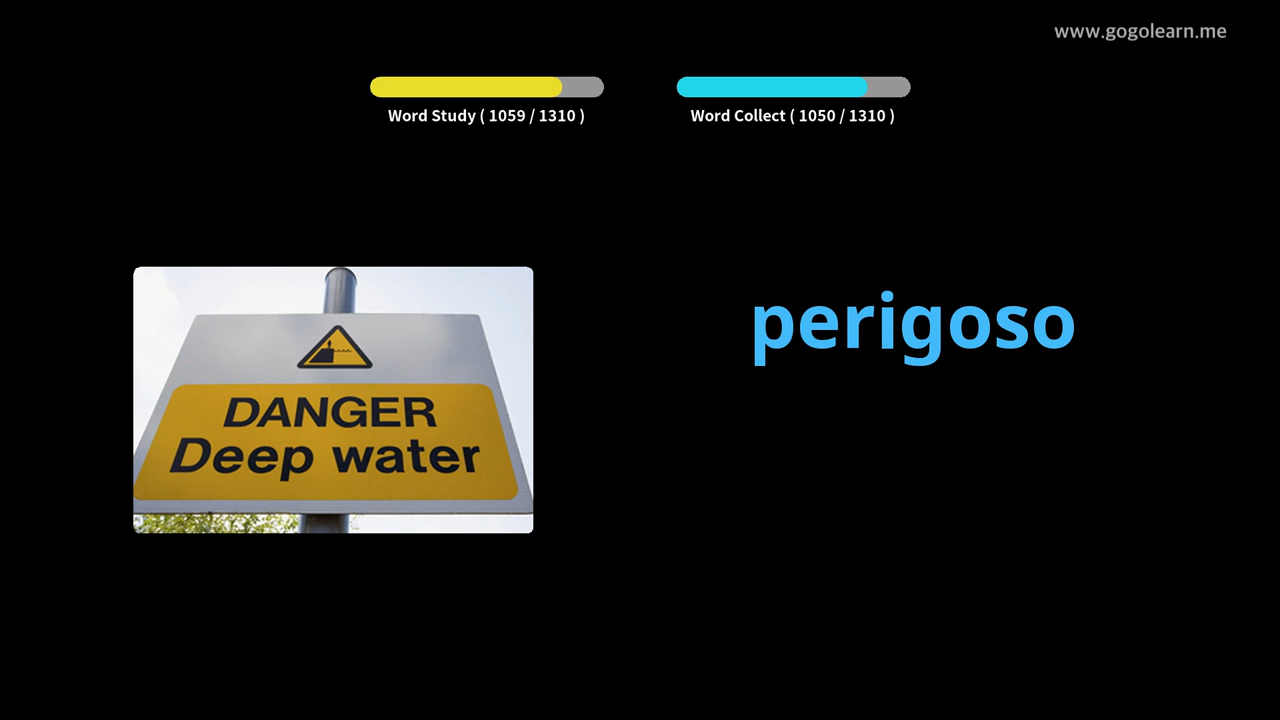 www.gogolearn.me
Word Study ( 1059 / 1310 )
Word Collect ( 1050 / 1310 )
DANGER
Deep water
perigoso